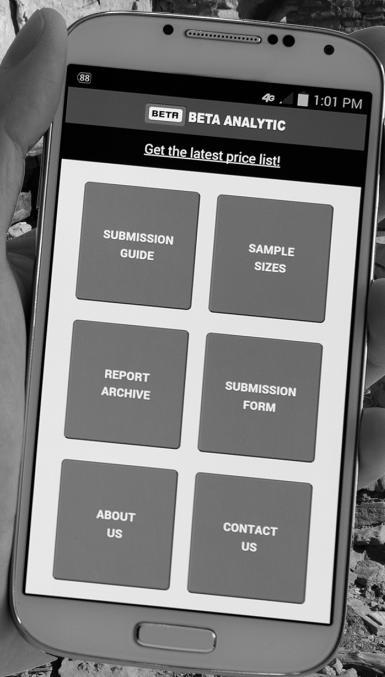 88
4G 1:01 PM
BETA BETA ANALYTIC
Get the latest price list!
SUBMISSION
GUIDE
SAMPLE
SIZES
REPORT
ARCHIVE
SUBMISSION
FORM
ABOUT
US
CONTACT
US